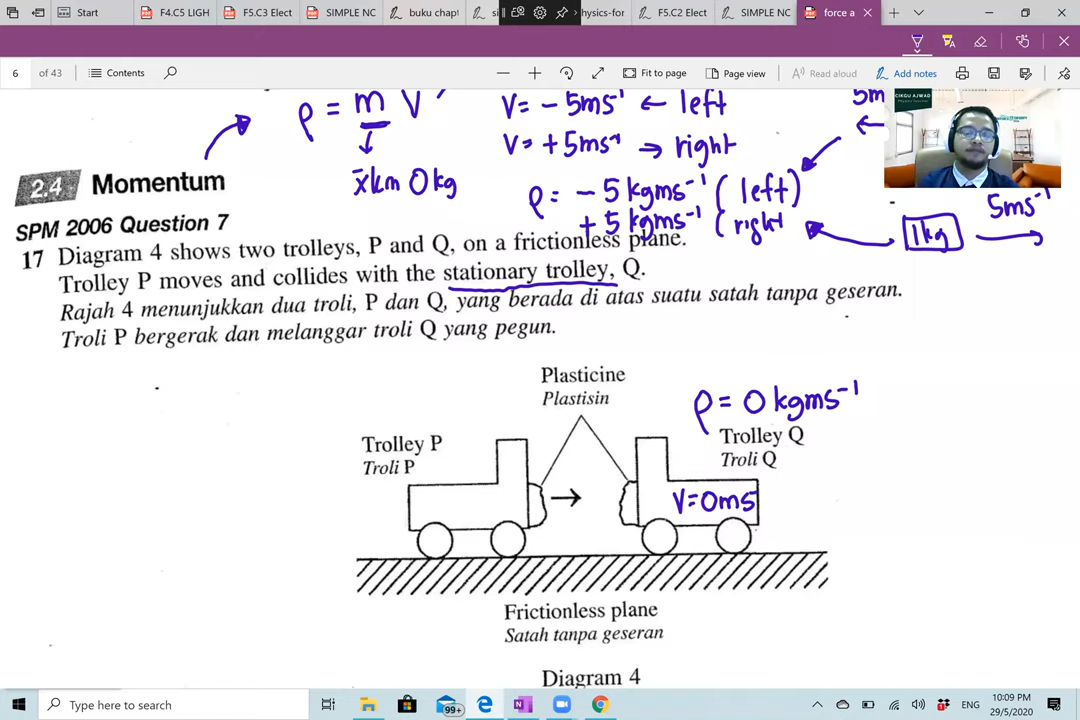 Start
F4.C5 LIGH
F5.C3 Elect
SIMPLE NC
buku chapt
si
hysics-for
F5.C2 Elect
SIMPLE NC
force a
6 of 43
Contents
Fit to page
Page view
Read aloud
Add notes
CIKGU AJWAD
ρ = m v
x km 0kg
V = - 5ms⁻¹ ← left
V = + 5ms⁻¹ → right
ρ = - 5 kgms⁻¹ ( left)
+ 5 kgms⁻¹ ( right
5m
5ms⁻¹
1kg
2.4 Momentum
SPM 2006 Question 7
17 Diagram 4 shows two trolleys, P and Q, on a frictionless plane.
Trolley P moves and collides with the stationary trolley, Q.
Rajah 4 menunjukkan dua troli, P dan Q, yang berada di atas suatu satah tanpa geseran.
Troli P bergerak dan melanggar troli Q yang pegun.
Plasticine
Plastisin
ρ = 0 kgms⁻¹
Trolley P
Troli P
Trolley Q
Troli Q
V = 0ms
Frictionless plane
Satah tanpa geseran
Diagram 4
Type here to search
99+
ENG
10:09 PM
29/5/2020